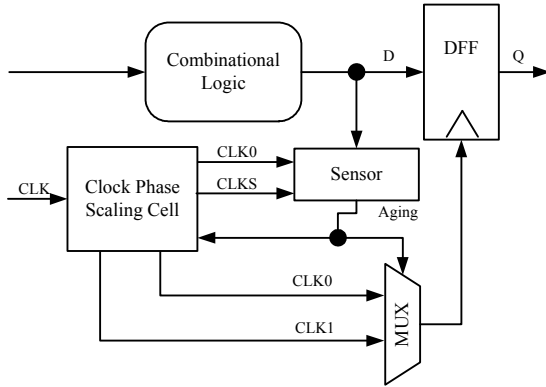 Combinational
Logic
D
DFF
Q
CLK
Clock Phase
Scaling Cell
CLK0
CLKS
Sensor
Aging
CLK0
CLK1
MUX